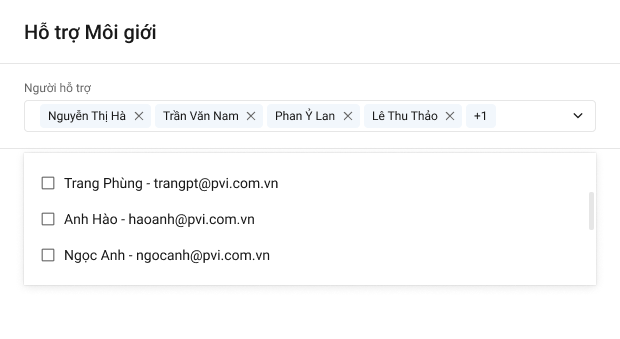 Hỗ trợ Môi giới
Người hỗ trợ
Nguyễn Thị Hà Trần Văn Nam Phan Ỷ Lan Lê Thu Thảo +1
Trang Phùng - trangpt@pvi.com.vn
Anh Hào - haoanh@pvi.com.vn
Ngọc Anh - ngocanh@pvi.com.vn